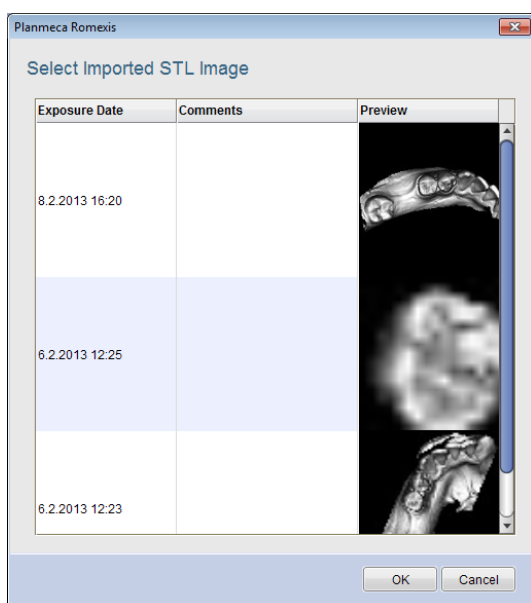 Planmeca Romexis
Select Imported STL Image
Exposure Date Comments Preview
8.2.2013 16:20
6.2.2013 12:25
6.2.2013 12:23
OK Cancel